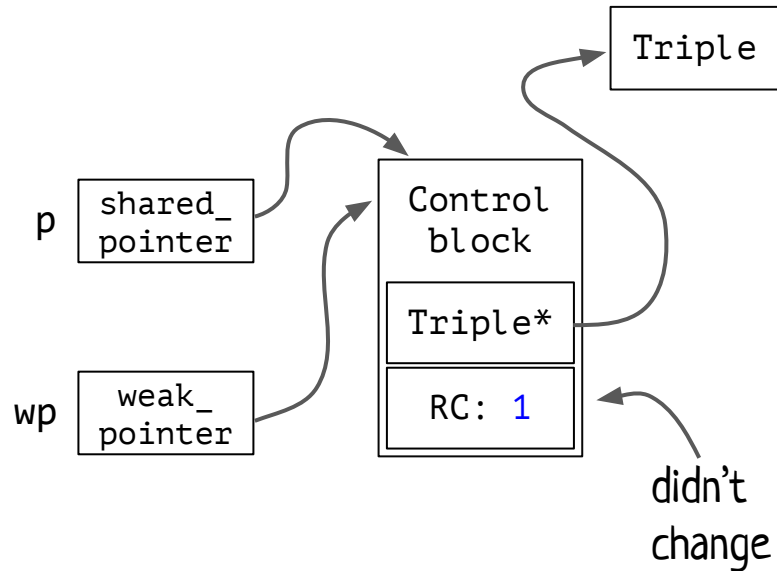 Triple
p
shared_
pointer
Control
block
Triple*
wp
weak_
pointer
RC: 1
didn't
change